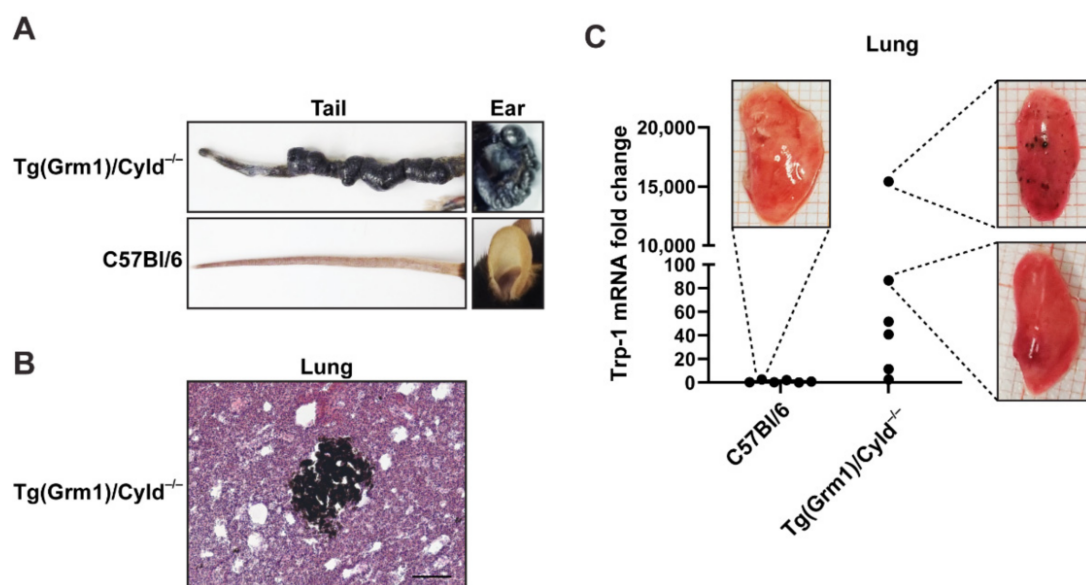 A
Tail
Ear
Tg(Grm1)/Cyld⁻/⁻
C57Bl/6
B
Lung
Tg(Grm1)/Cyld⁻/⁻
C
Lung
Trp-1 mRNA fold change
20,000
15,000
10,000
100
80
60
40
20
0
C57Bl/6
Tg(Grm1)/Cyld⁻/⁻